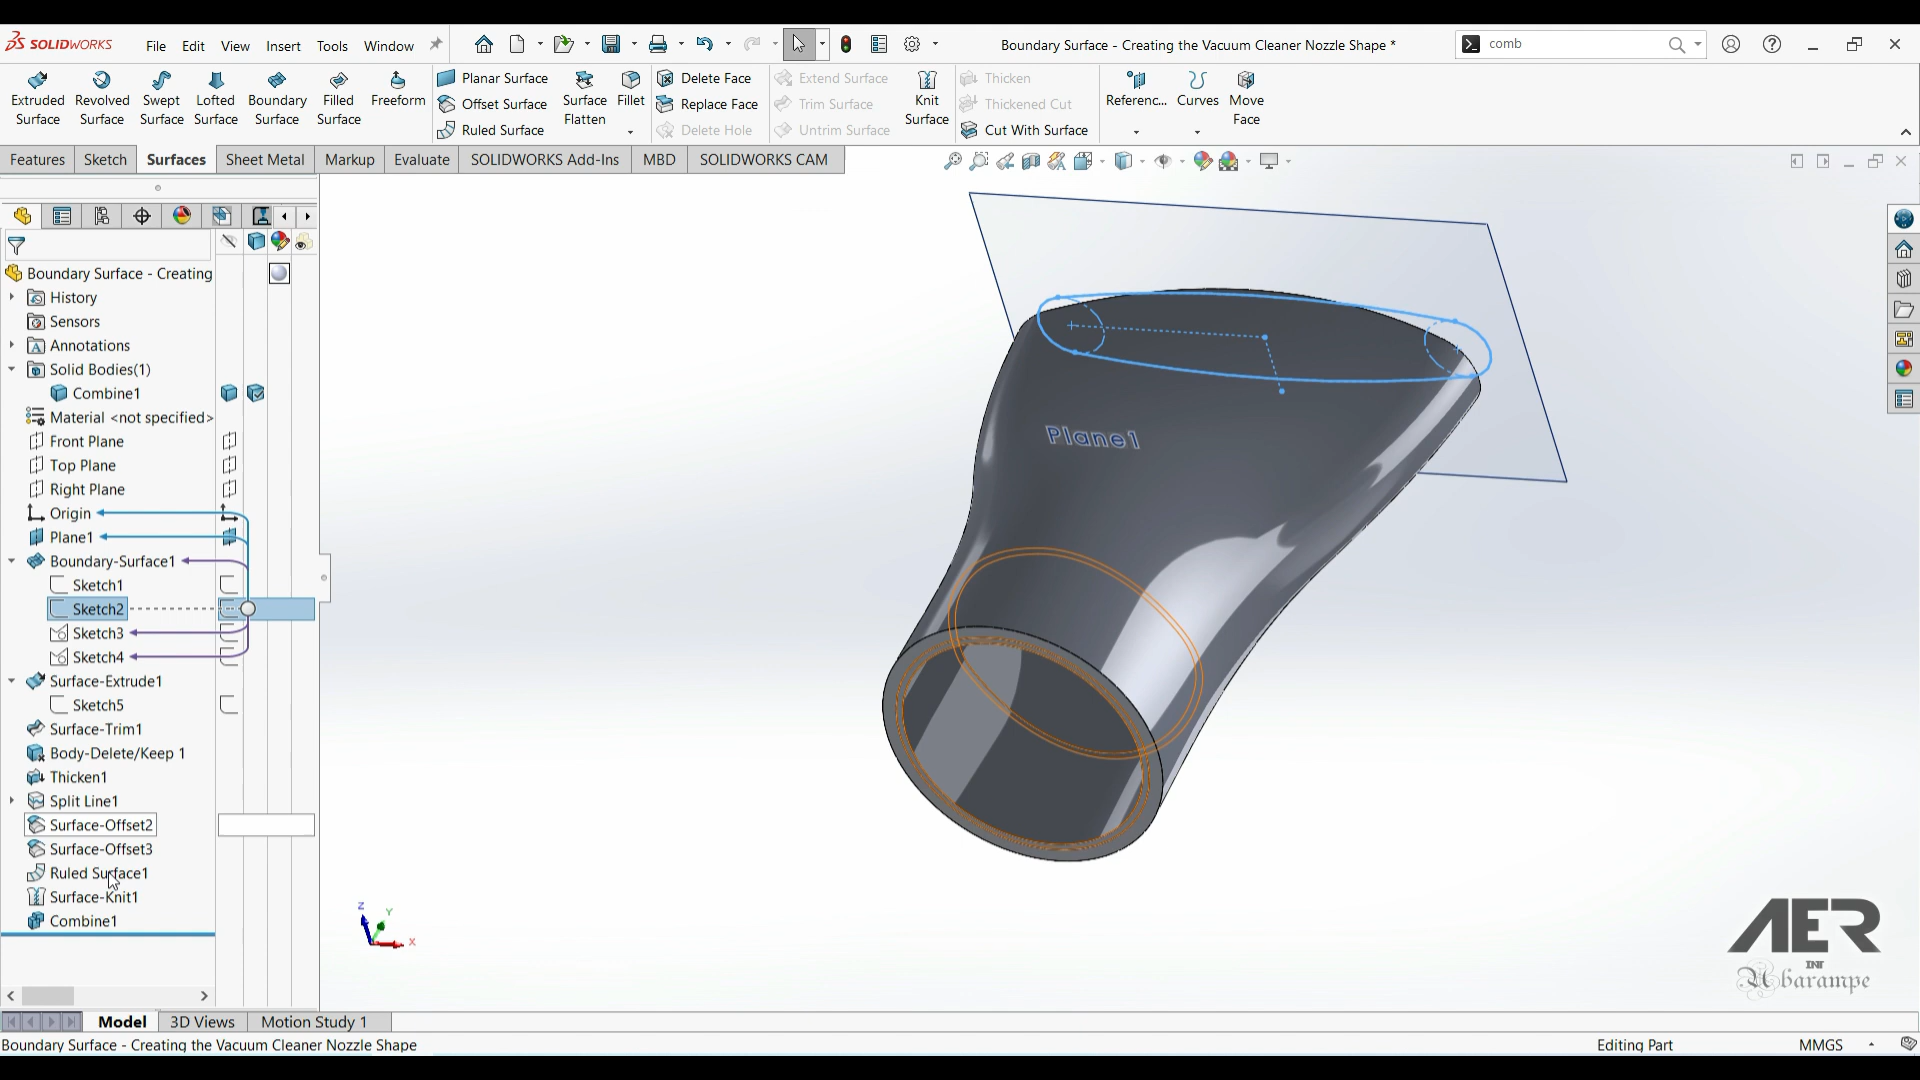 SOLIDWORKS
File Edit View Insert Tools Window
Boundary Surface - Creating the Vacuum Cleaner Nozzle Shape *
comb
Extruded Surface
Revolved Surface
Swept Surface
Lofted Surface
Boundary Surface
Filled Surface
Freeform
Planar Surface
Offset Surface
Ruled Surface
Surface Flatten
Fillet
Delete Face
Replace Face
Delete Hole
Extend Surface
Trim Surface
Untrim Surface
Knit Surface
Thicken
Thickened Cut
Cut With Surface
Referenc...
Curves
Move Face
Features Sketch Surfaces Sheet Metal Markup Evaluate SOLIDWORKS Add-Ins MBD SOLIDWORKS CAM
Boundary Surface - Creating
History
Sensors
Annotations
Solid Bodies(1)
Combine1
Material <not specified>
Front Plane
Top Plane
Right Plane
Origin
Plane1
Boundary-Surface1
Sketch1
Sketch2
Sketch3
Sketch4
Surface-Extrude1
Sketch5
Surface-Trim1
Body-Delete/Keep 1
Thicken1
Split Line1
Surface-Offset2
Surface-Offset3
Ruled Surface1
Surface-Knit1
Combine1
Plane1
Z
Y
X
AER
INT
Abarampe
Model 3D Views Motion Study 1
Boundary Surface - Creating the Vacuum Cleaner Nozzle Shape
Editing Part
MMGS